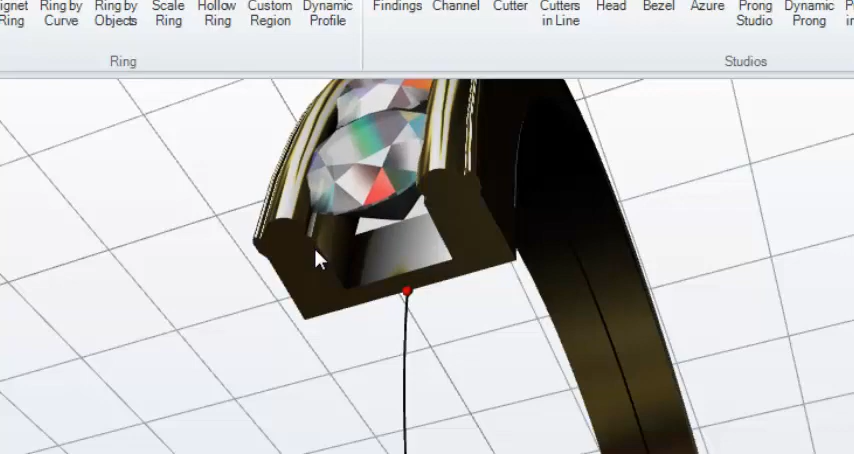 ignet Ring by Ring by Scale Hollow Custom Dynamic Findings Channel Cutter Cutters Head Bezel Azure Prong Dynamic
Ring Curve Objects Ring Ring Region Profile in Line Studio Prong
Ring Studios